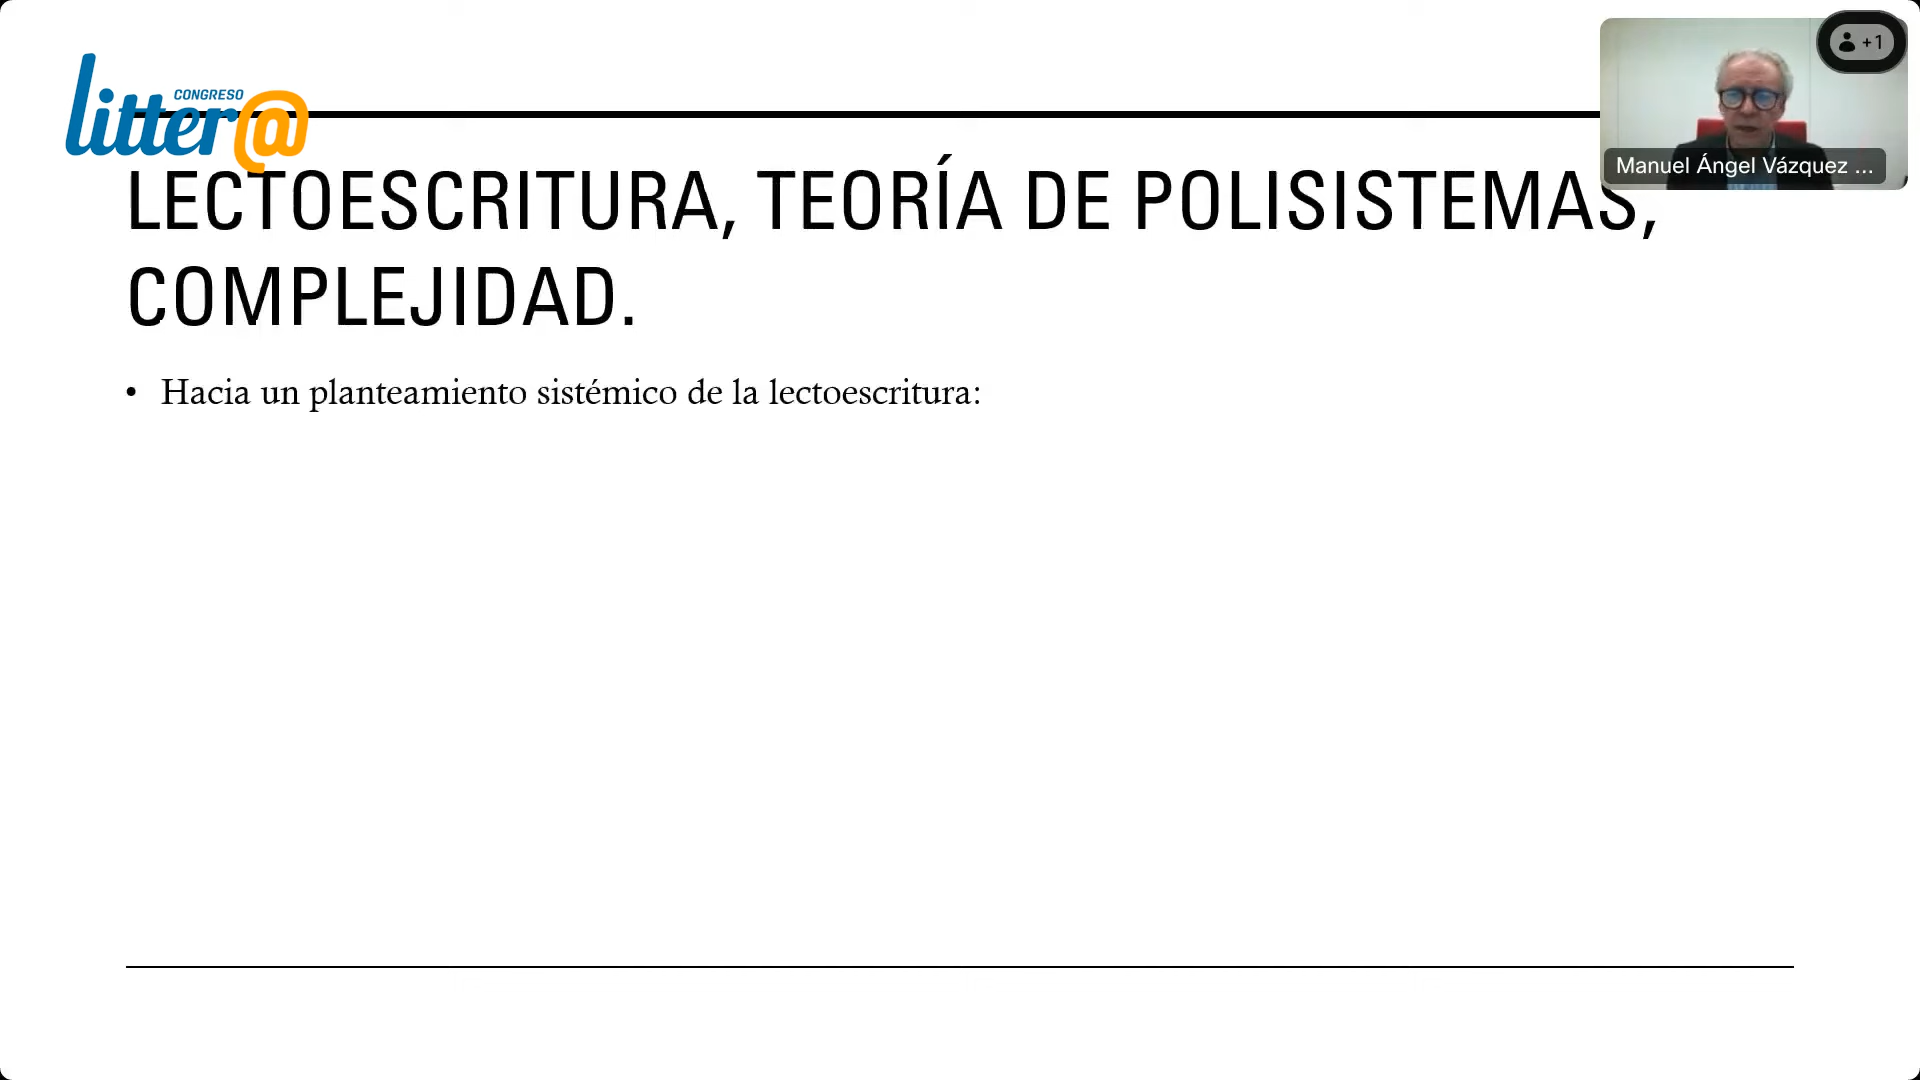 CONGRESO
litter@
+1
Manuel Ángel Vázquez ...
LECTOESCRITURA, TEORÍA DE POLISISTEMAS,
COMPLEJIDAD.
• Hacia un planteamiento sistémico de la lectoescritura: